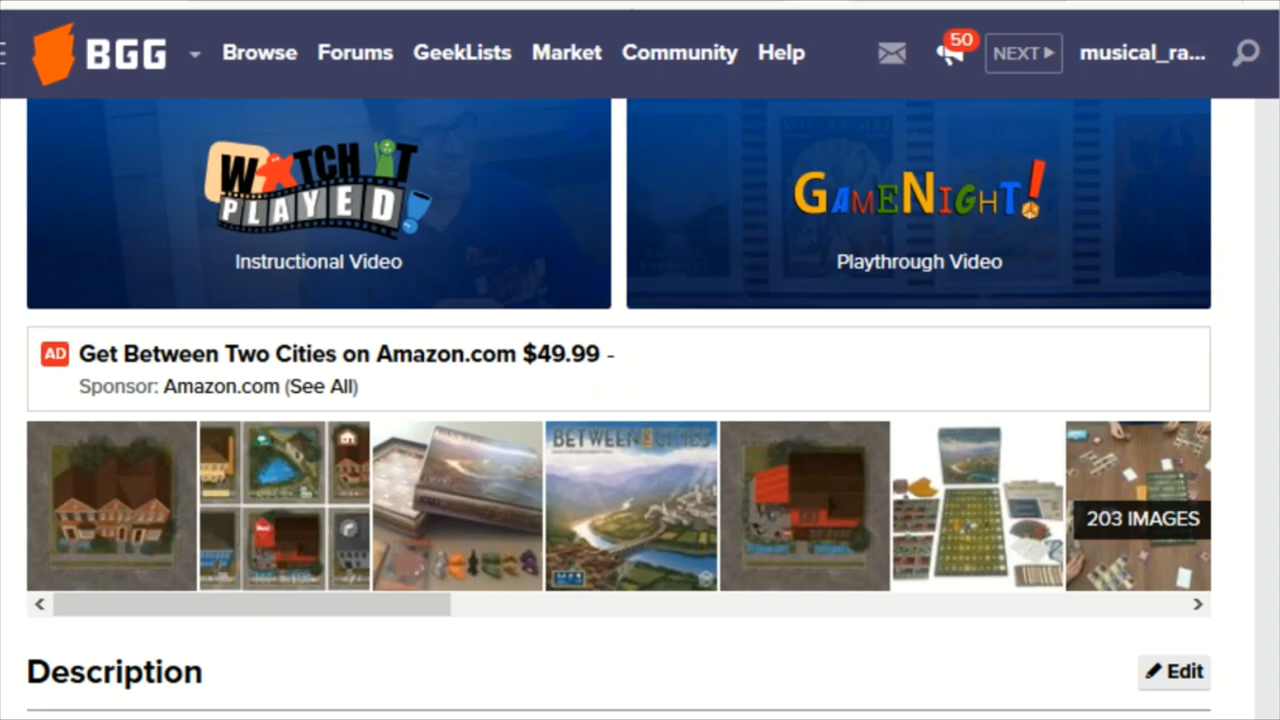 BGG Browse Forums GeekLists Market Community Help 50 NEXT musical_ra...
WATCH IT
PLAYED
Instructional Video
GAMENIGHT!
Playthrough Video
AD Get Between Two Cities on Amazon.com $49.99 -
Sponsor: Amazon.com (See All)
BETWEEN 2 CITIES
203 IMAGES
Description
Edit